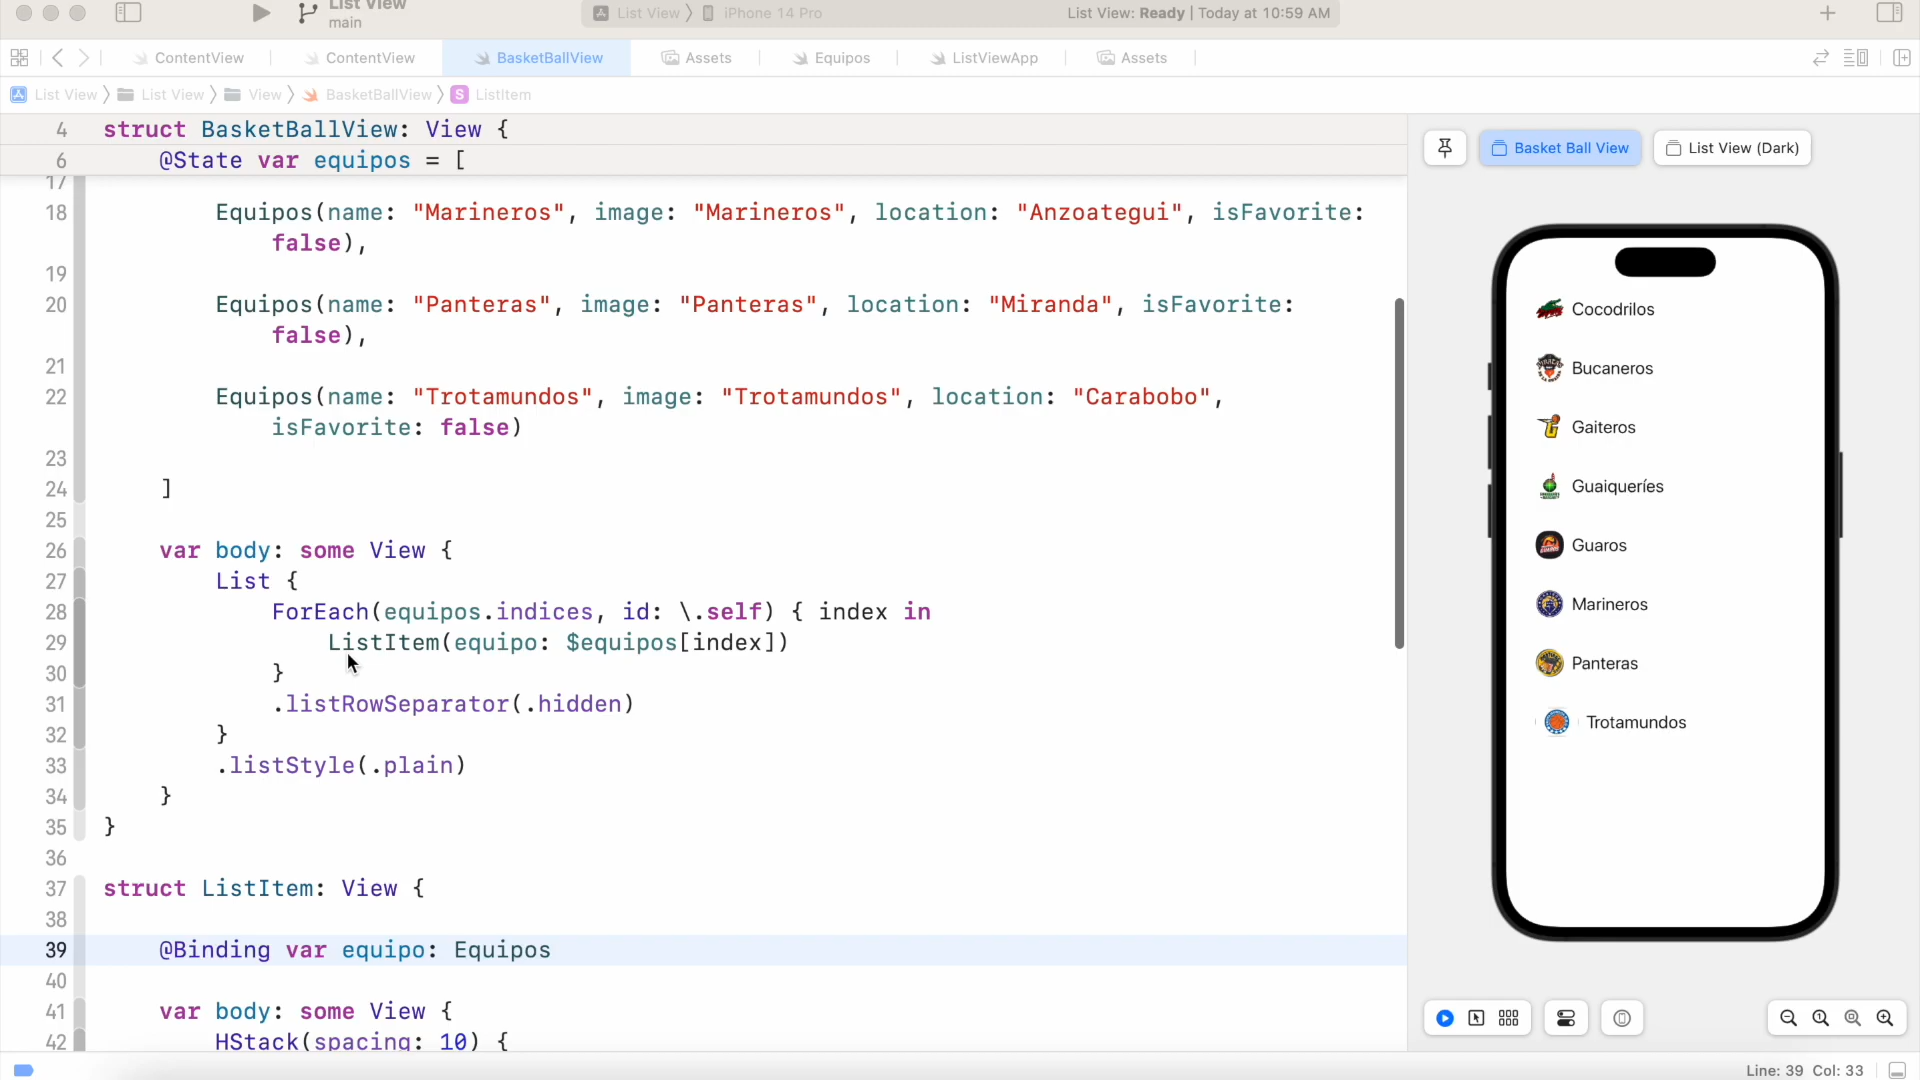 List View
main
List View
iPhone 14 Pro
List View: Ready | Today at 10:59 AM
ContentView
ContentView
BasketBallView
Assets
Equipos
ListViewApp
Assets
List View
List View
View
BasketBallView
S
ListItem
4 struct BasketBallView: View {
6 @State var equipos = [
17
18 Equipos(name: "Marineros", image: "Marineros", location: "Anzoategui", isFavorite:
false),
19
20 Equipos(name: "Panteras", image: "Panteras", location: "Miranda", isFavorite:
false),
21
22 Equipos(name: "Trotamundos", image: "Trotamundos", location: "Carabobo",
isFavorite: false)
23
24 ]
25
26 var body: some View {
27 List {
28 ForEach(equipos.indices, id: \.self) { index in
29 ListItem(equipo: $equipos[index])
30 }
31 .listRowSeparator(.hidden)
32 }
33 .listStyle(.plain)
34 }
35 }
36
37 struct ListItem: View {
38
39 @Binding var equipo: Equipos
40
41 var body: some View {
42 HStack(spacing: 10) {
Basket Ball View
List View (Dark)
Cocodrilos
Bucaneros
Gaiteros
Guaiqueríes
Guaros
Marineros
Panteras
Trotamundos
Line: 39 Col: 33